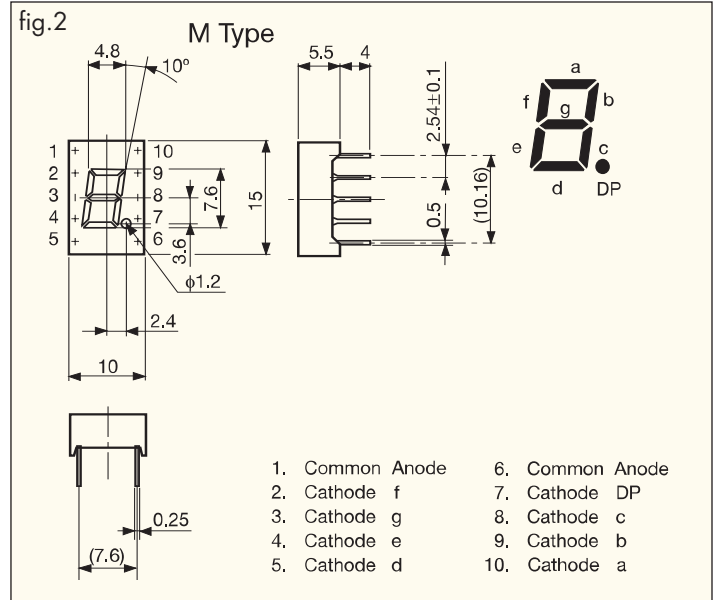 fig.2
M Type
4.8
10°
5.5
4
2.54±0.1
a
f
g
b
e
c
d
DP
1
10
2
9
3
8
4
7
5
6
7.6
3.6
15
0.5
(10.16)
ϕ1.2
2.4
10
0.25
(7.6)
1. Common Anode
2. Cathode f
3. Cathode g
4. Cathode e
5. Cathode d
6. Common Anode
7. Cathode DP
8. Cathode c
9. Cathode b
10. Cathode a